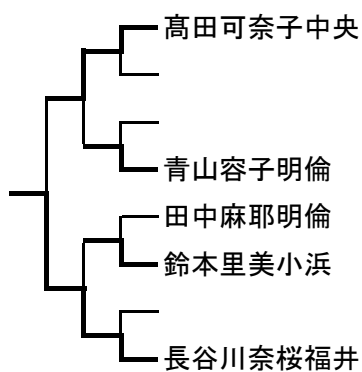 髙田可奈子中央
青山容子明倫
田中麻耶明倫
鈴本里美小浜
長谷川奈桜福井